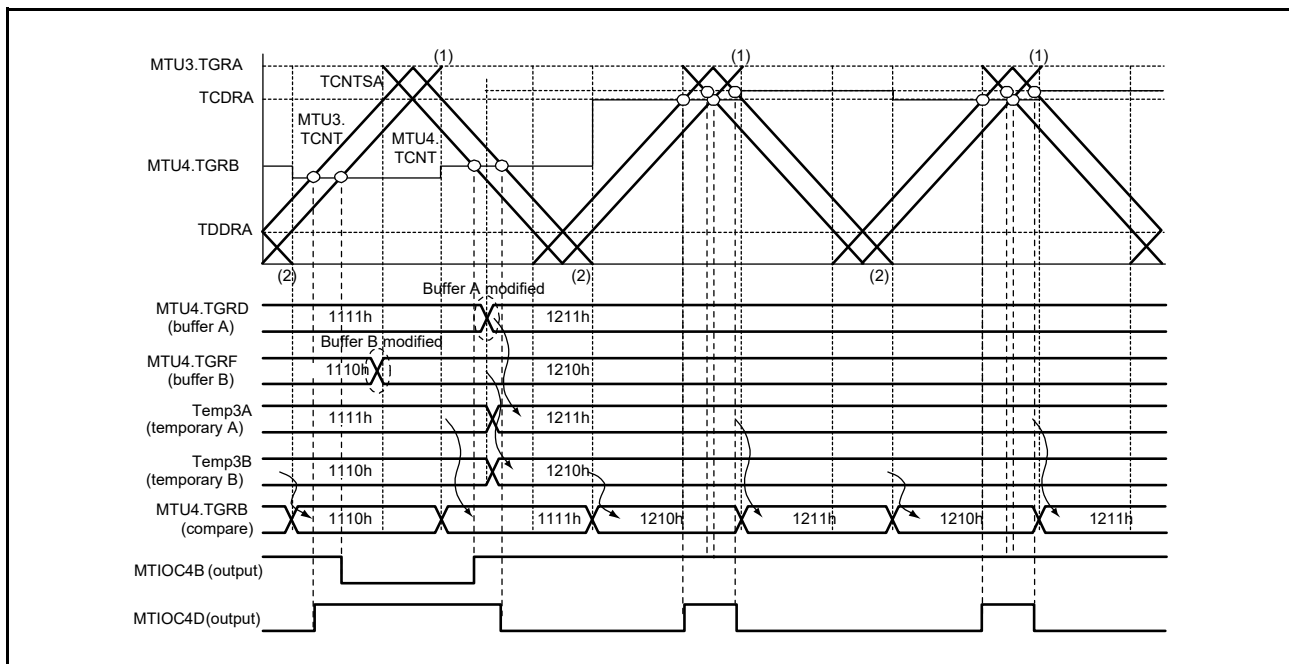 MTU3.TGRA
TCNTSA
(1)
(1)
(1)
TCDRA
MTU3.
TCNT
MTU4.
TCNT
MTU4.TGRB
TDDRA
(2)
(2)
(2)
Buffer A modified
MTU4.TGRD
(buffer A)
1111h
1211h
Buffer B modified
MTU4.TGRF
(buffer B)
1110h
1210h
Temp3A
(temporary A)
1111h
1211h
Temp3B
(temporary B)
1110h
1210h
MTU4.TGRB
(compare)
1110h
1111h
1210h
1211h
1210h
1211h
MTIOC4B (output)
MTIOC4D(output)